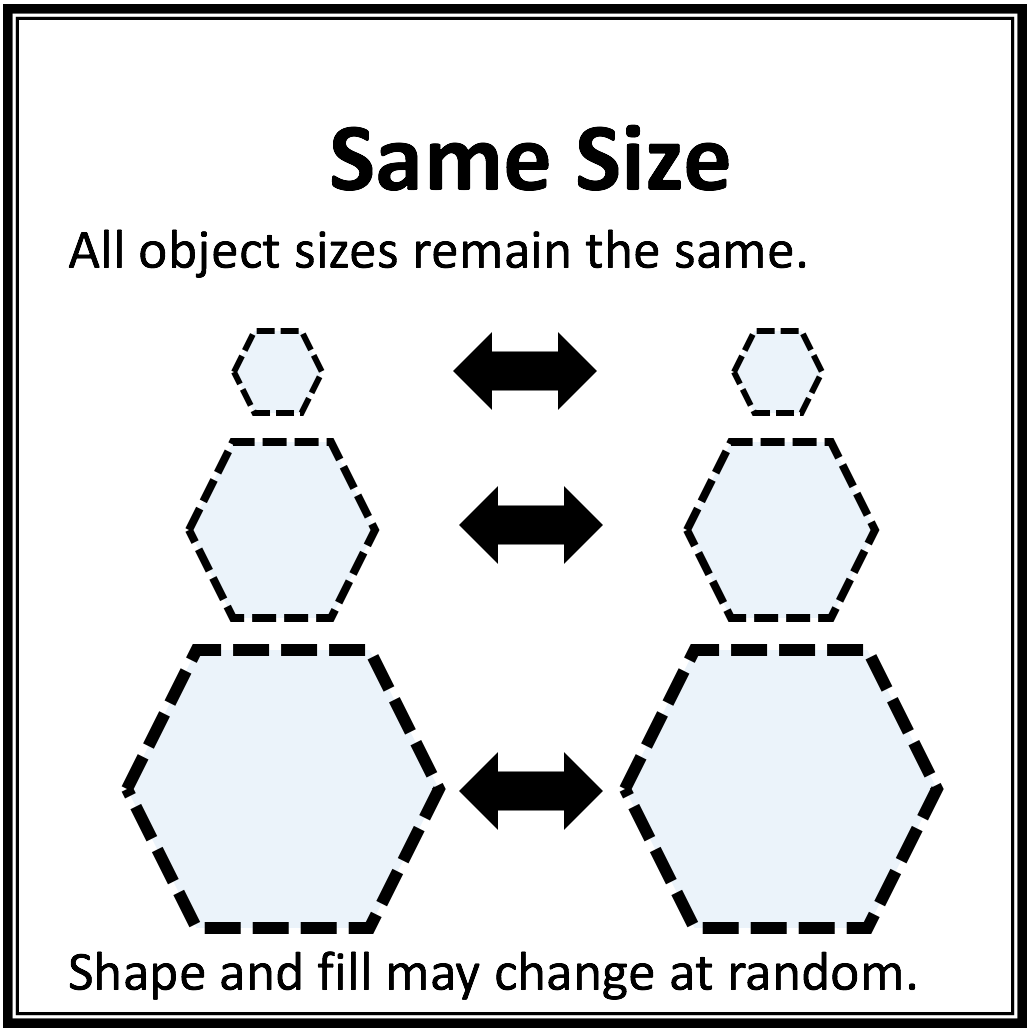 Same Size
All object sizes remain the same.
Shape and fill may change at random.